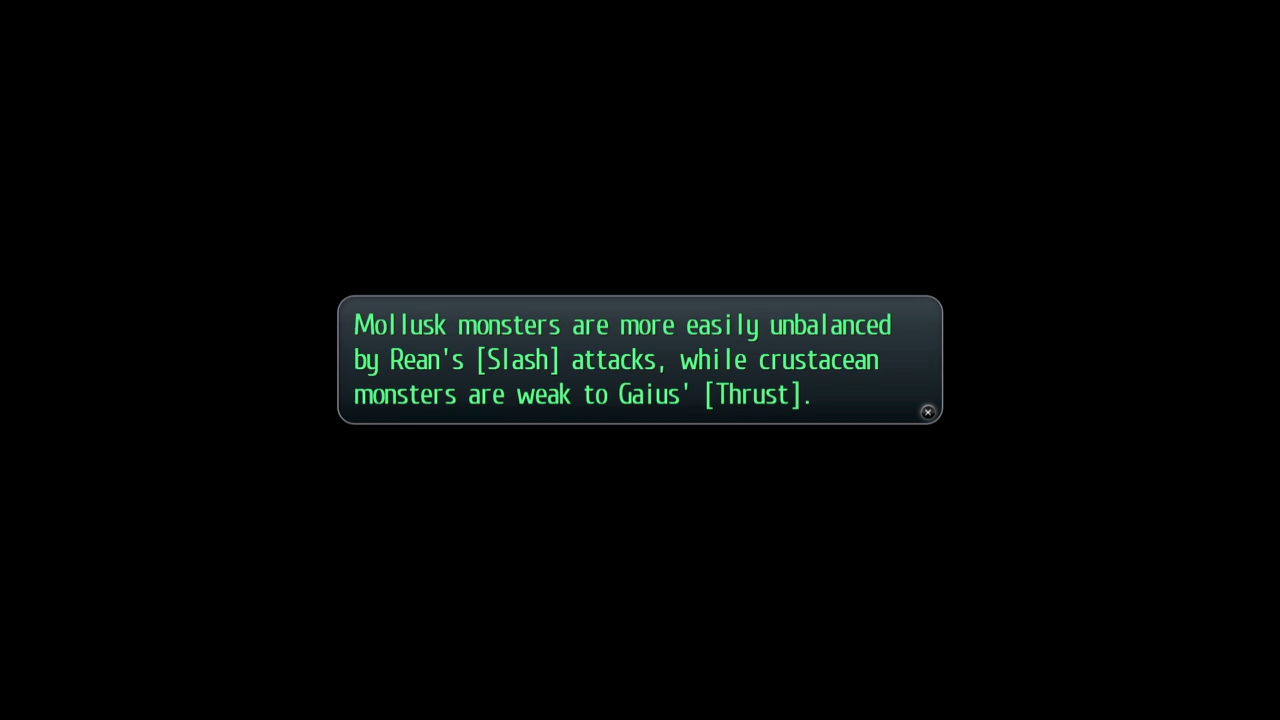 Mollusk monsters are more easily unbalanced
by Rean's [Slash] attacks, while crustacean
monsters are weak to Gaius' [Thrust].